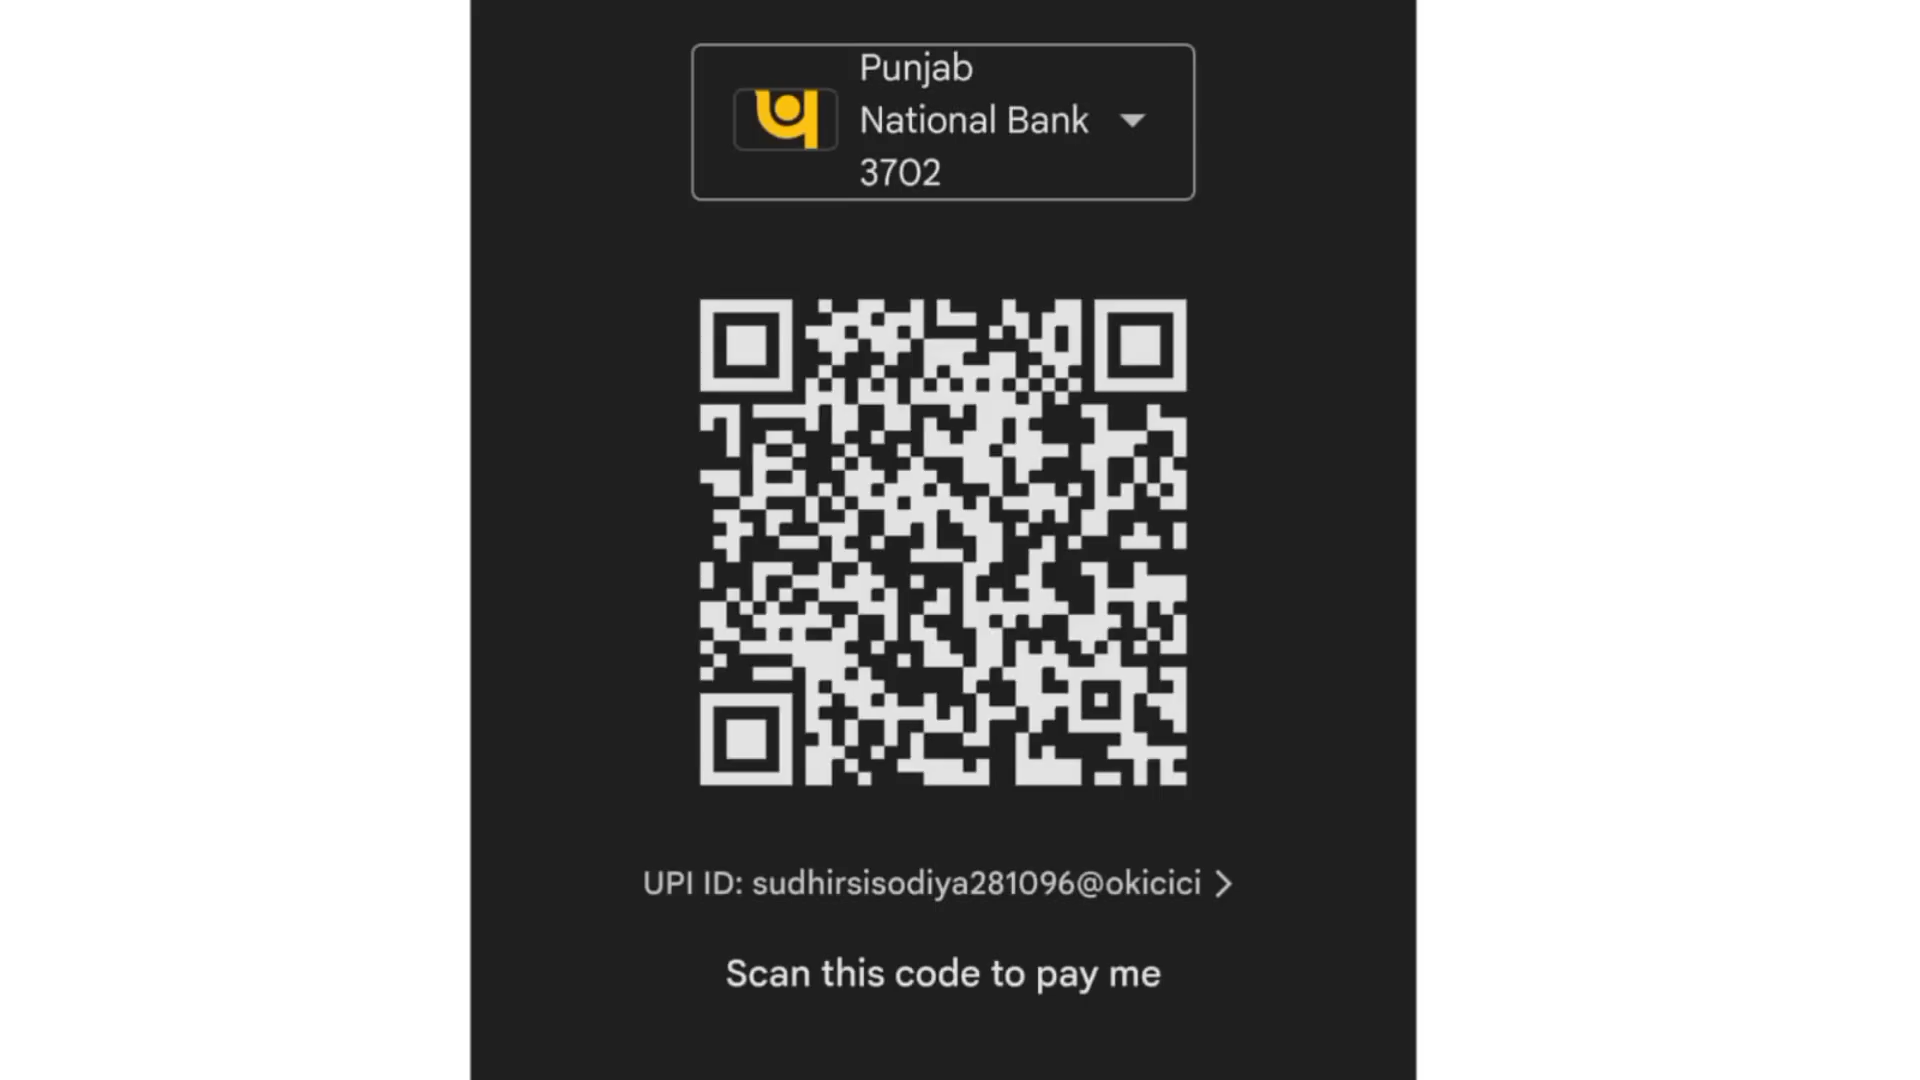 Punjab
National Bank
3702
UPI ID: sudhirsisodiya281096@okicici
Scan this code to pay me